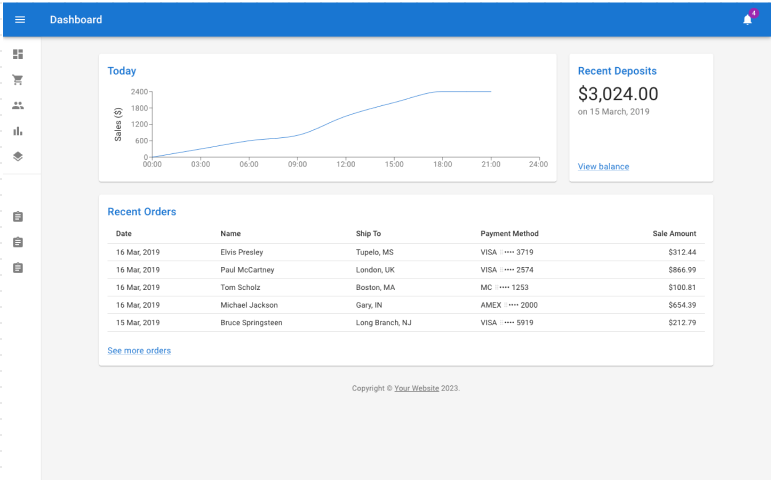 Dashboard
4
Today
Sales ($)
2400
1800
1200
600
0
00:00 03:00 06:00 09:00 12:00 15:00 18:00 21:00 24:00
Recent Deposits
$3,024.00
on 15 March, 2019
View balance
Recent Orders
Date Name Ship To Payment Method Sale Amount
16 Mar, 2019 Elvis Presley Tupelo, MS VISA •••• 3719 $312.44
16 Mar, 2019 Paul McCartney London, UK VISA •••• 2574 $866.99
16 Mar, 2019 Tom Scholz Boston, MA MC •••• 1253 $100.81
16 Mar, 2019 Michael Jackson Gary, IN AMEX •••• 2000 $654.39
15 Mar, 2019 Bruce Springsteen Long Branch, NJ VISA •••• 5919 $212.79
See more orders
Copyright © Your Website 2023.